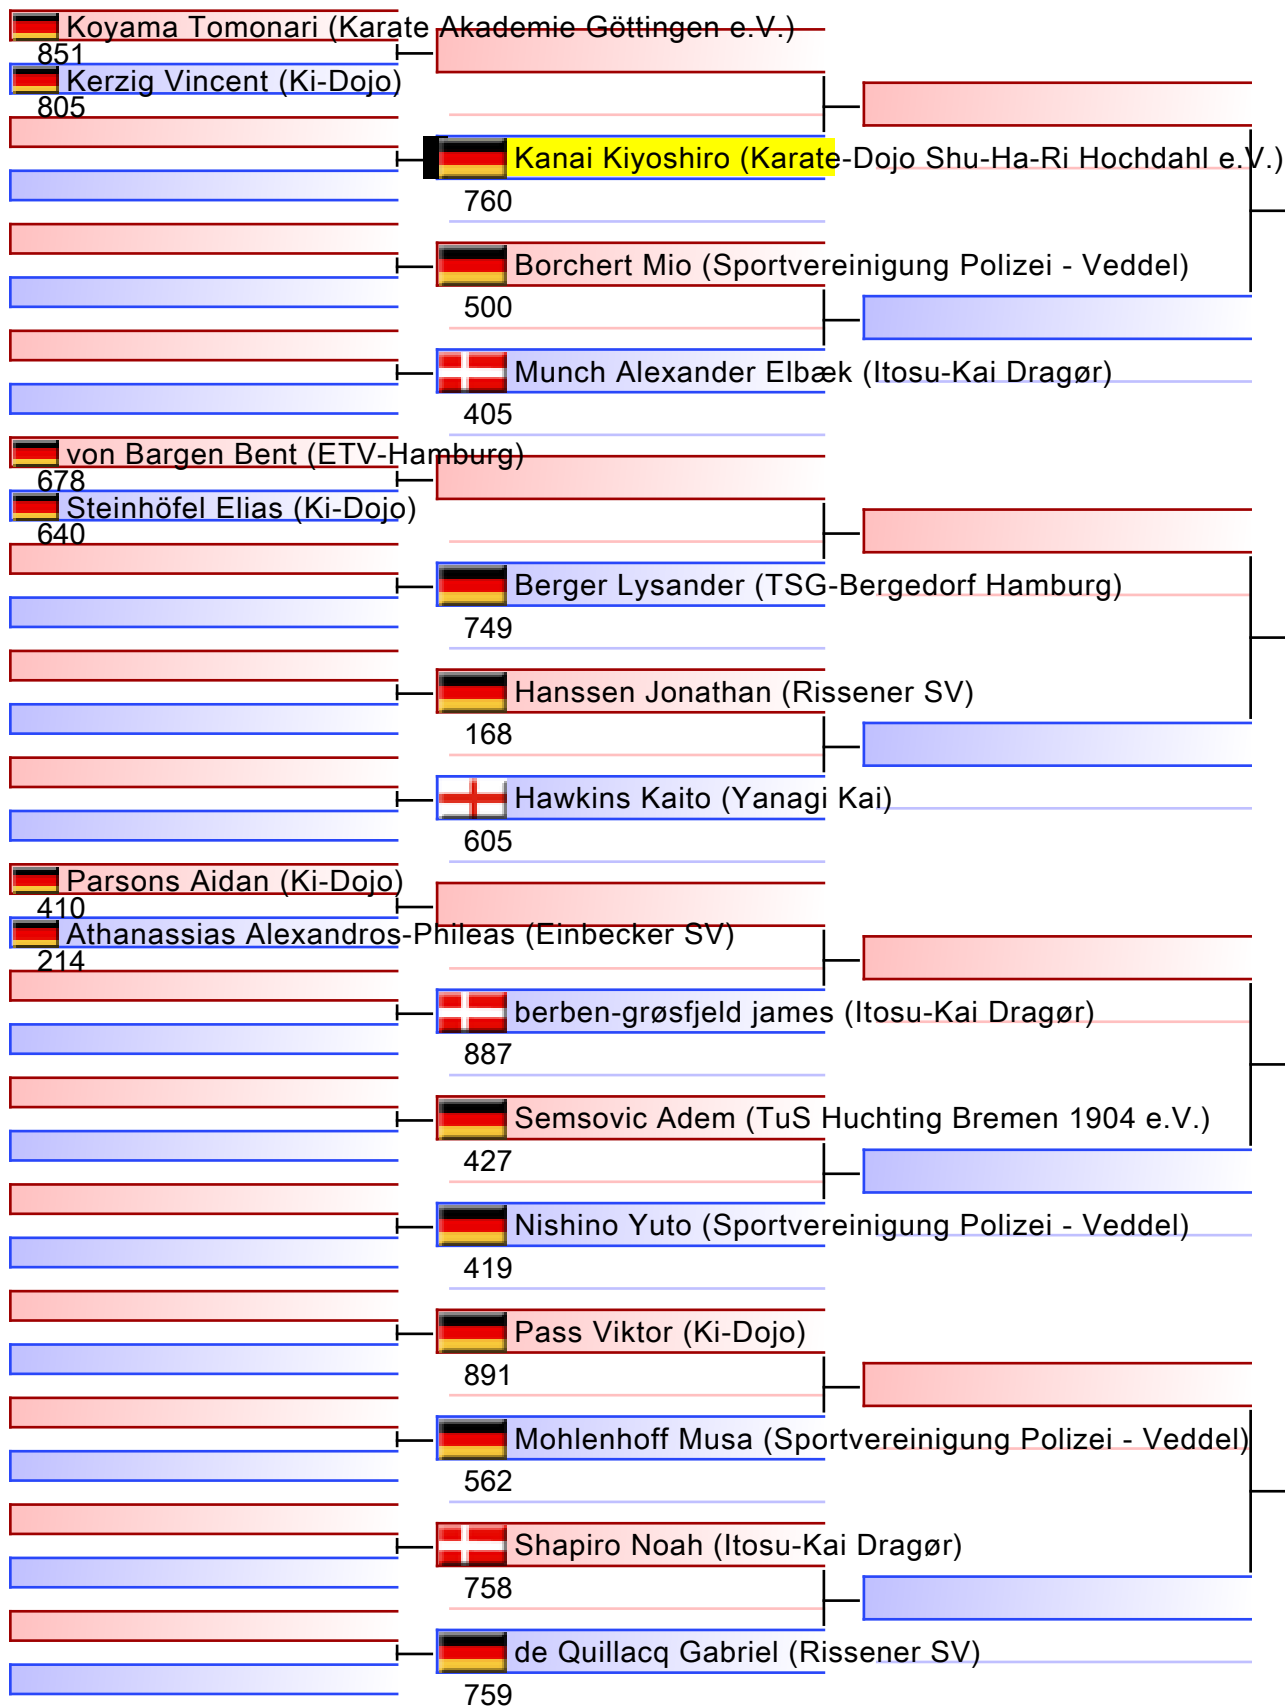 Koyama Tomonari (Karate Akademie Göttingen e.V.)
851
Kerzig Vincent (Ki-Dojo)
805
Kanai Kiyoshiro (Karate-Dojo Shu-Ha-Ri Hochdahl e.V.)
760
Borchert Mio (Sportvereinigung Polizei - Veddel)
500
Munch Alexander Elbæk (Itosu-Kai Dragør)
405
von Bargen Bent (ETV-Hamburg)
678
Steinhöfel Elias (Ki-Dojo)
640
Berger Lysander (TSG-Bergedorf Hamburg)
749
Hanssen Jonathan (Rissener SV)
168
Hawkins Kaito (Yanagi Kai)
605
Parsons Aidan (Ki-Dojo)
410
Athanassias Alexandros-Phileas (Einbecker SV)
214
berben-grøsfjeld james (Itosu-Kai Dragør)
887
Semsovic Adem (TuS Huchting Bremen 1904 e.V.)
427
Nishino Yuto (Sportvereinigung Polizei - Veddel)
419
Pass Viktor (Ki-Dojo)
891
Mohlenhoff Musa (Sportvereinigung Polizei - Veddel)
562
Shapiro Noah (Itosu-Kai Dragør)
758
de Quillacq Gabriel (Rissener SV)
759